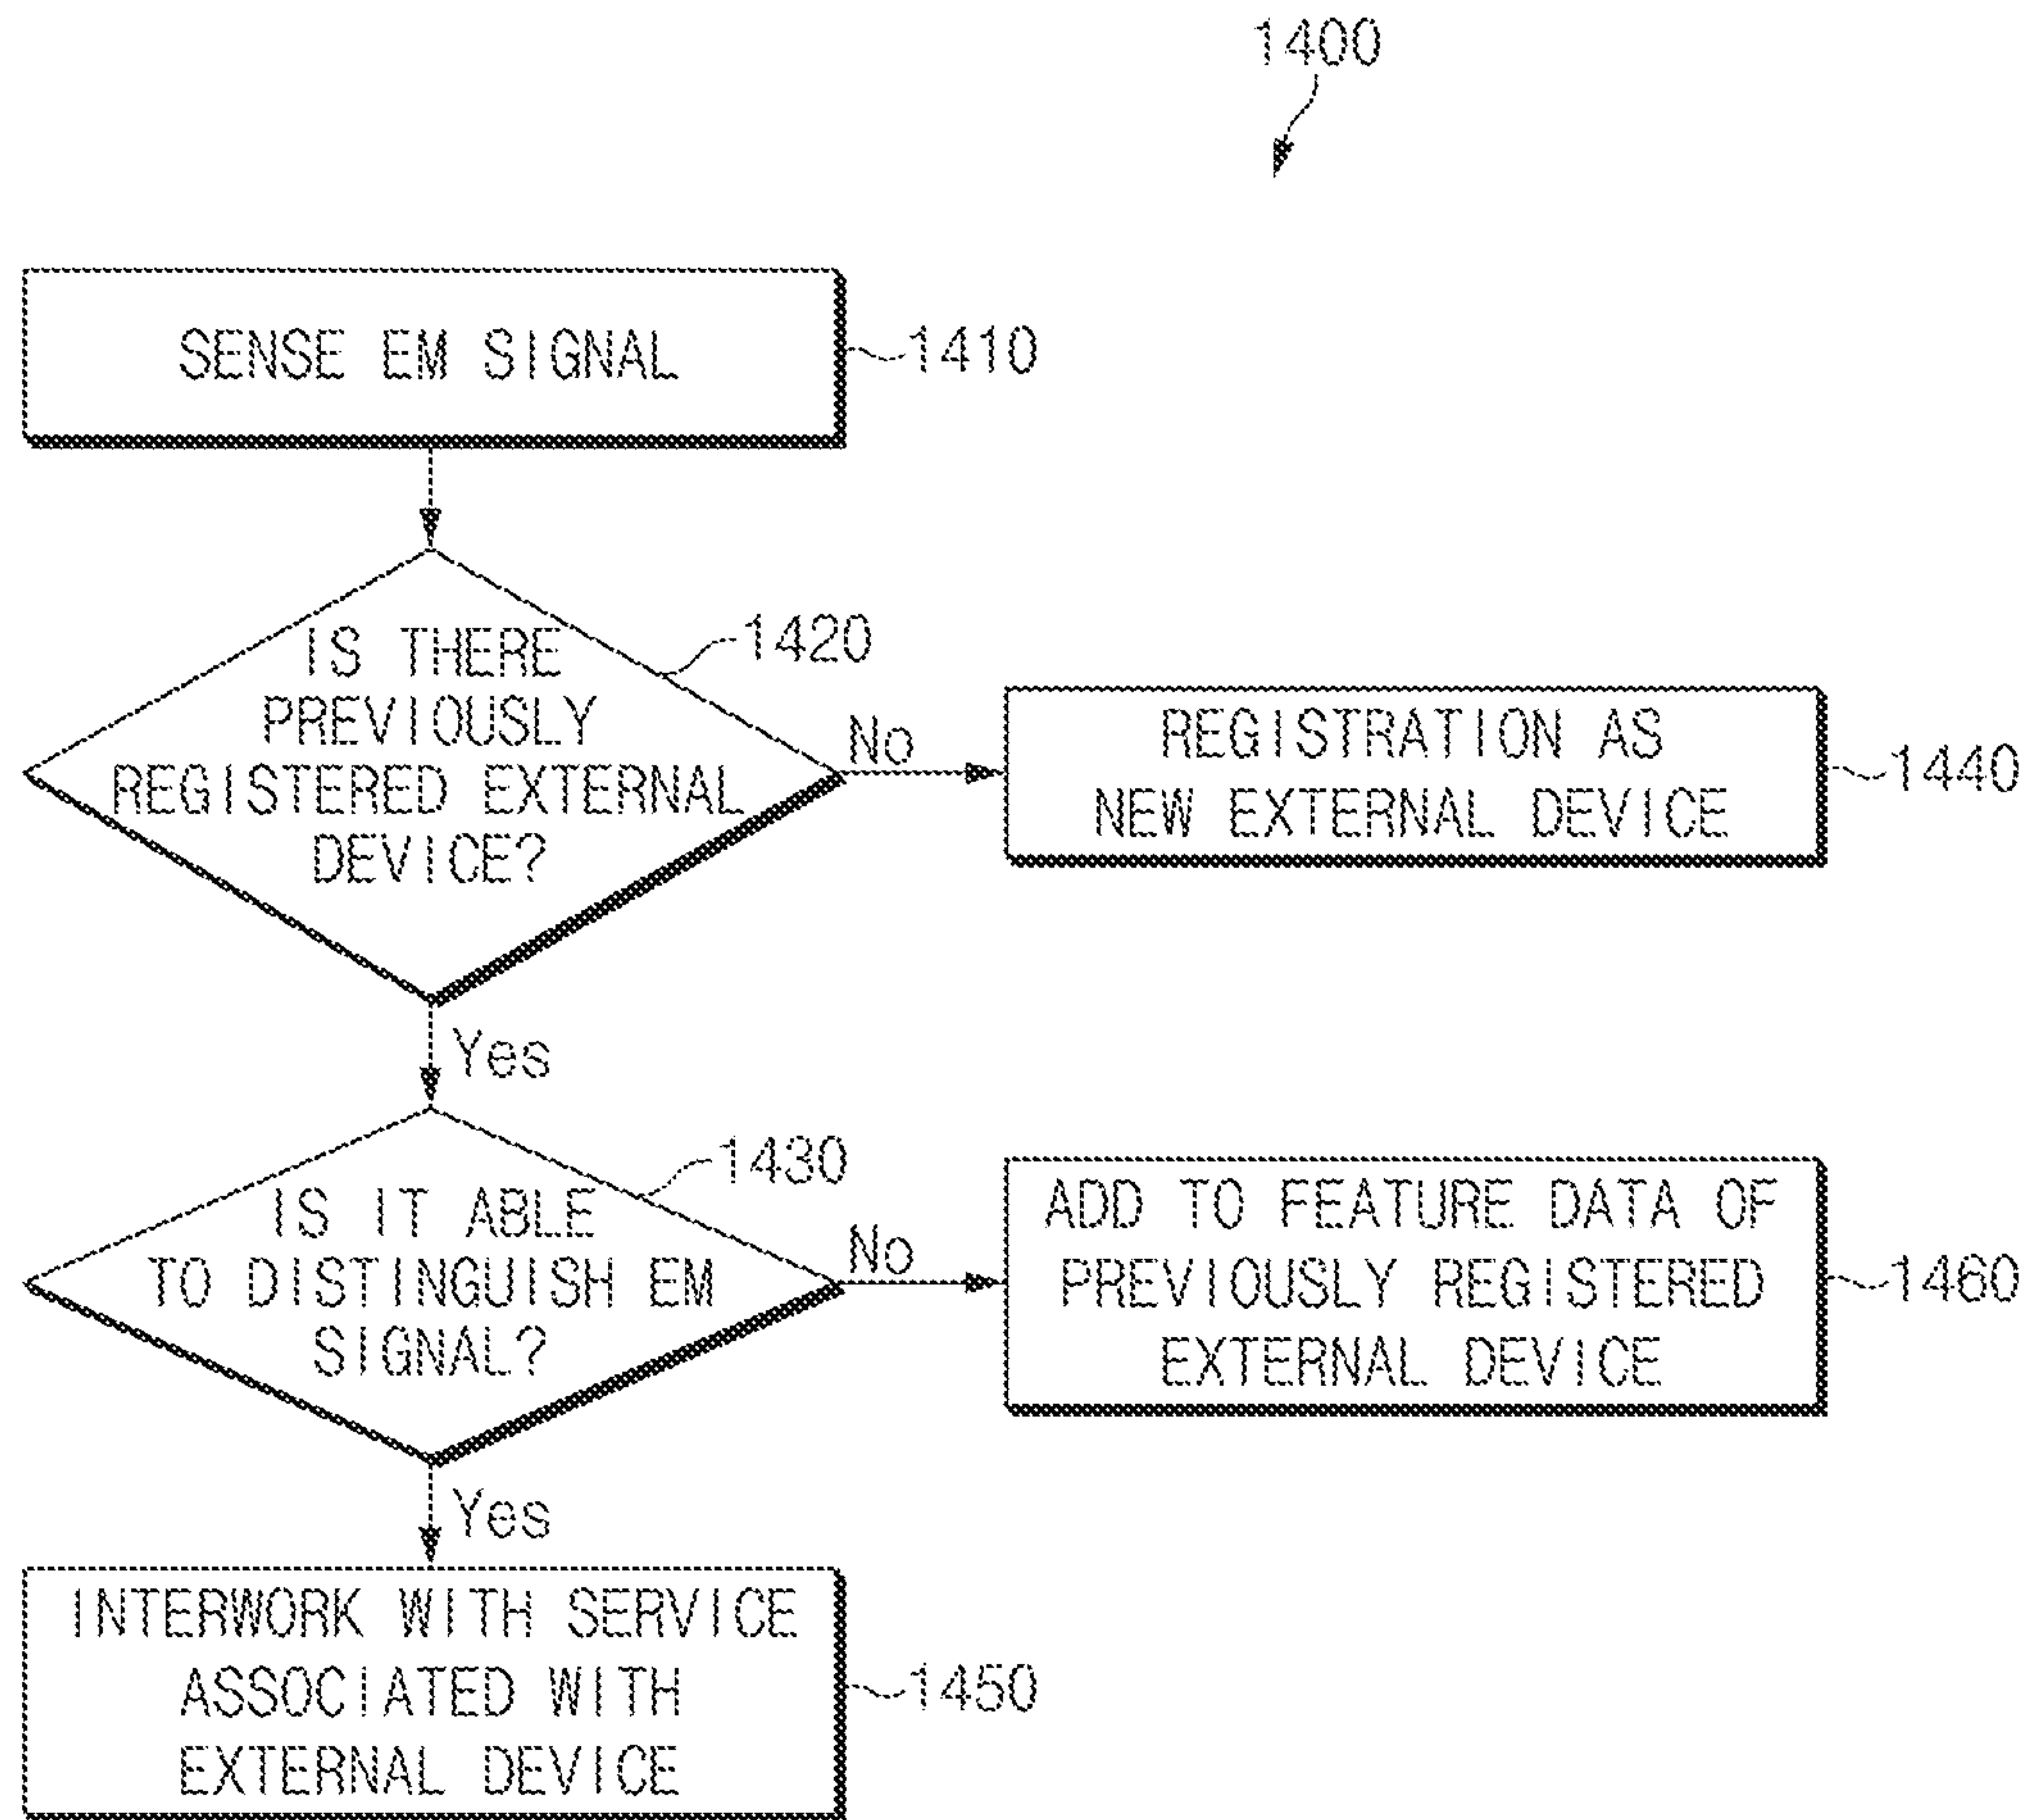 1400
SENSE EM SIGNAL
1410
IS THERE
PREVIOUSLY
REGISTERED EXTERNAL
DEVICE?
1420
No
REGISTRATION AS
NEW EXTERNAL DEVICE
1440
Yes
IS IT ABLE
TO DISTINGUISH EM
SIGNAL?
1430
No
ADD TO FEATURE DATA OF
PREVIOUSLY REGISTERED
EXTERNAL DEVICE
1460
Yes
INTERWORK WITH SERVICE
ASSOCIATED WITH
EXTERNAL DEVICE
1450